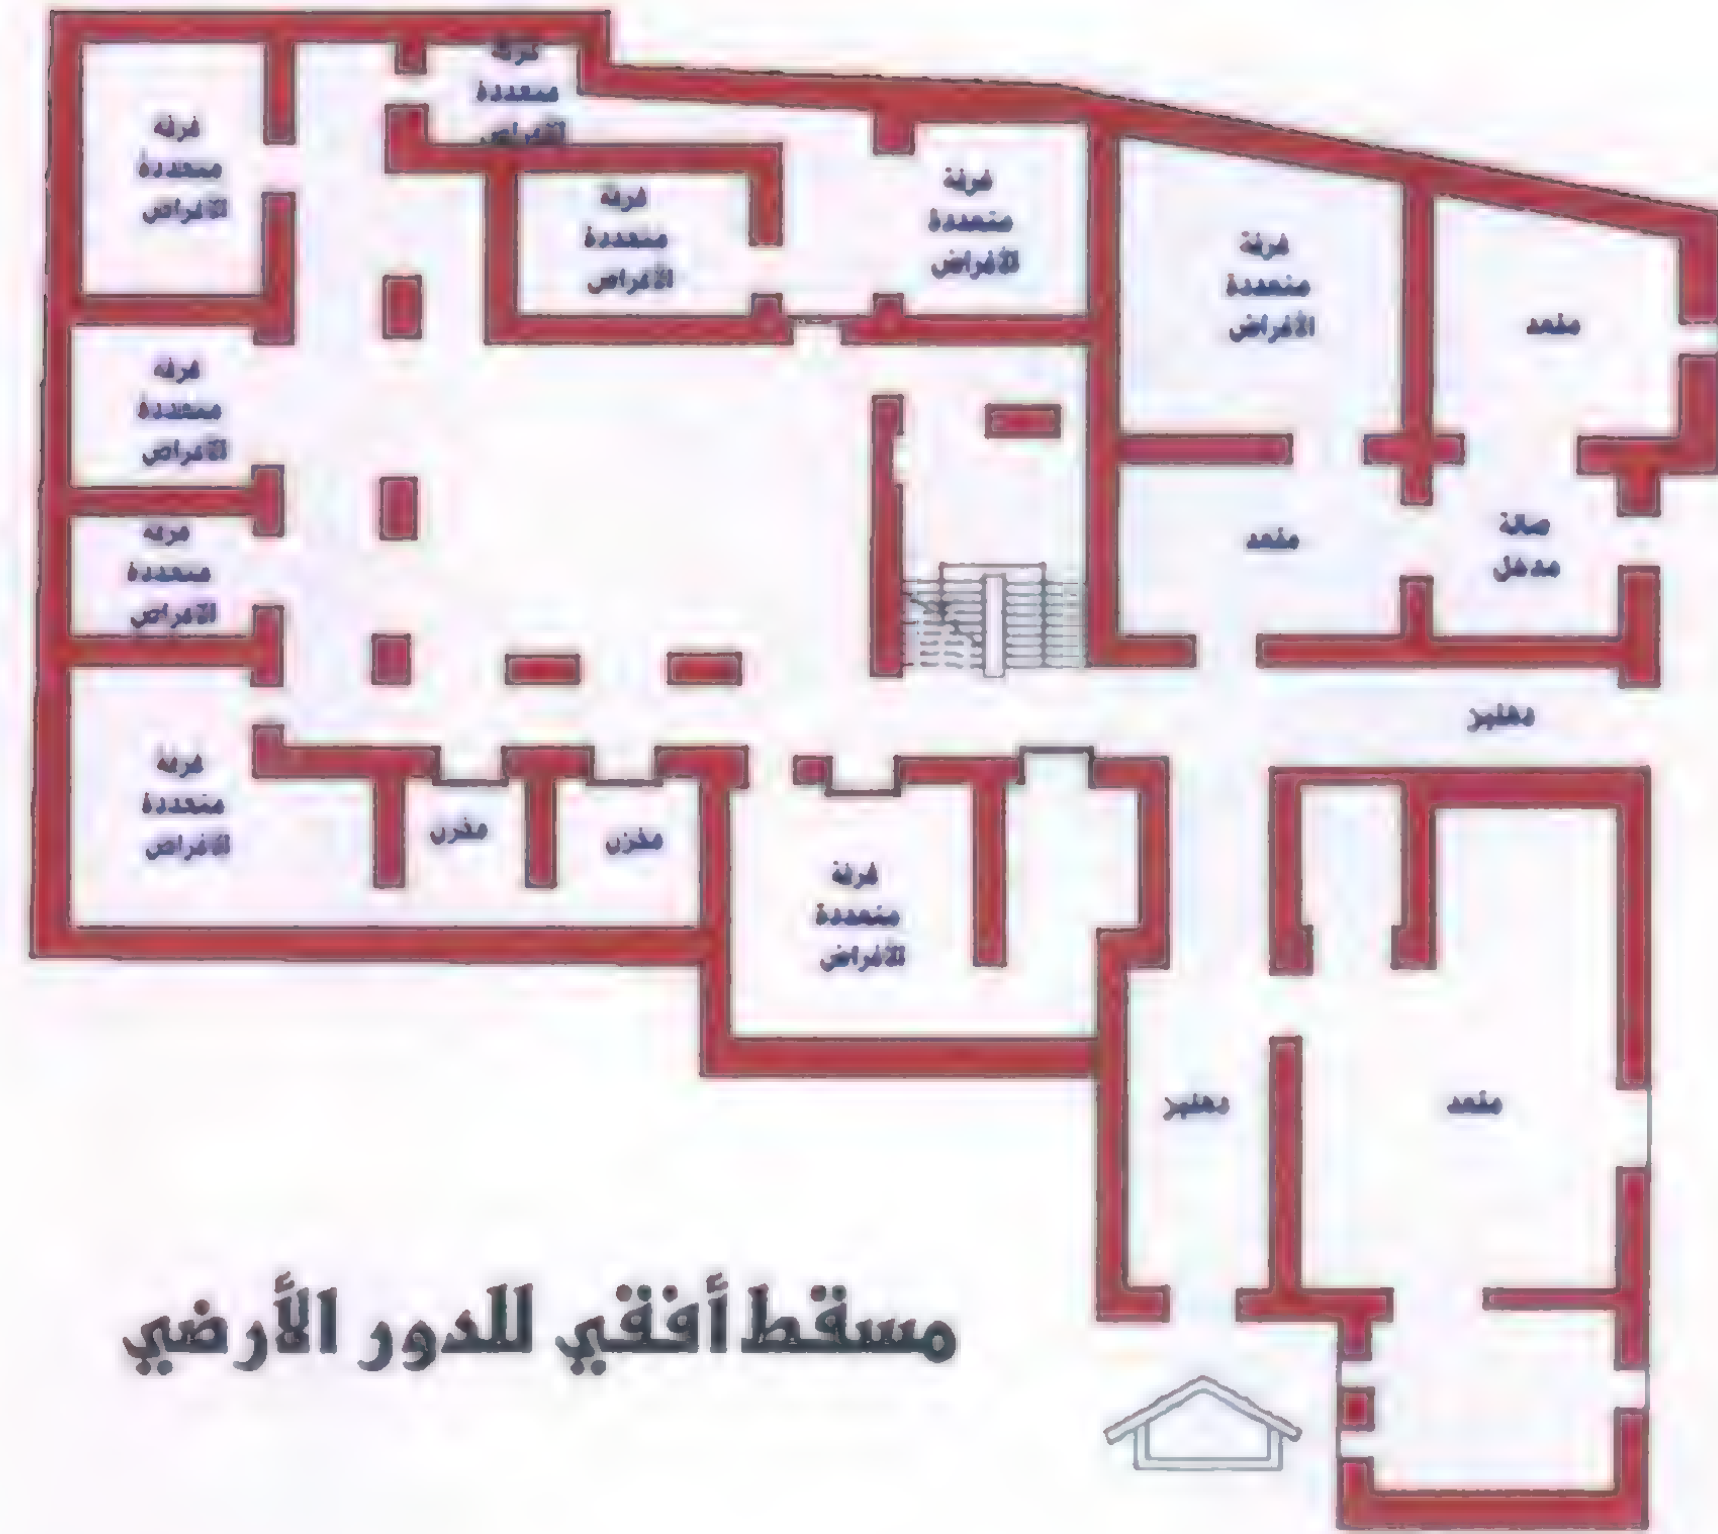 غرفة
متعددة
الأغراض
غرفة
متعددة
الأغراض
غرفة
متعددة
الأغراض
غرفة
متعددة
الأغراض
غرفة
متعددة
الأغراض
مقعد
غرفة
متعددة
الأغراض
غرفة
متعددة
الأغراض
مقعد
صالة
مدخل
دهليز
غرفة
متعددة
الأغراض
مخزن
مخزن
غرفة
متعددة
الأغراض
دهليز
مقعد
مسقط أفقي للدور الأرضي